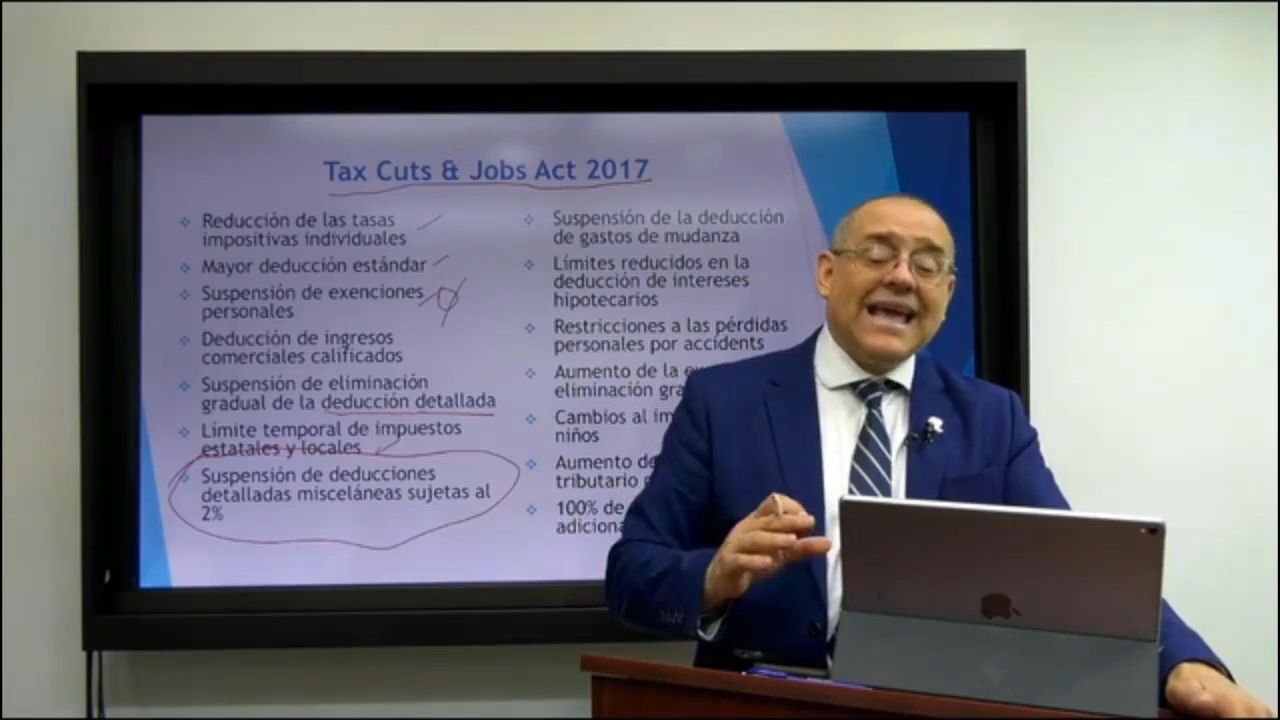 Tax Cuts & Jobs Act 2017
Reducción de las tasas
impositivas individuales
Mayor deducción estándar
Suspensión de exenciones
personales
Deducción de ingresos
comerciales calificados
Suspensión de eliminación
gradual de la deducción detallada
Límite temporal de impuestos
estatales y locales
Suspensión de deducciones
detalladas misceláneas sujetas al
2%
Suspensión de la deducción
de gastos de mudanza
Límites reducidos en la
deducción de intereses
hipotecarios
Restricciones a las pérdidas
personales por accidents
Aumento de la
eliminación
Cambios al
niños
Aumento
tributario
100% de